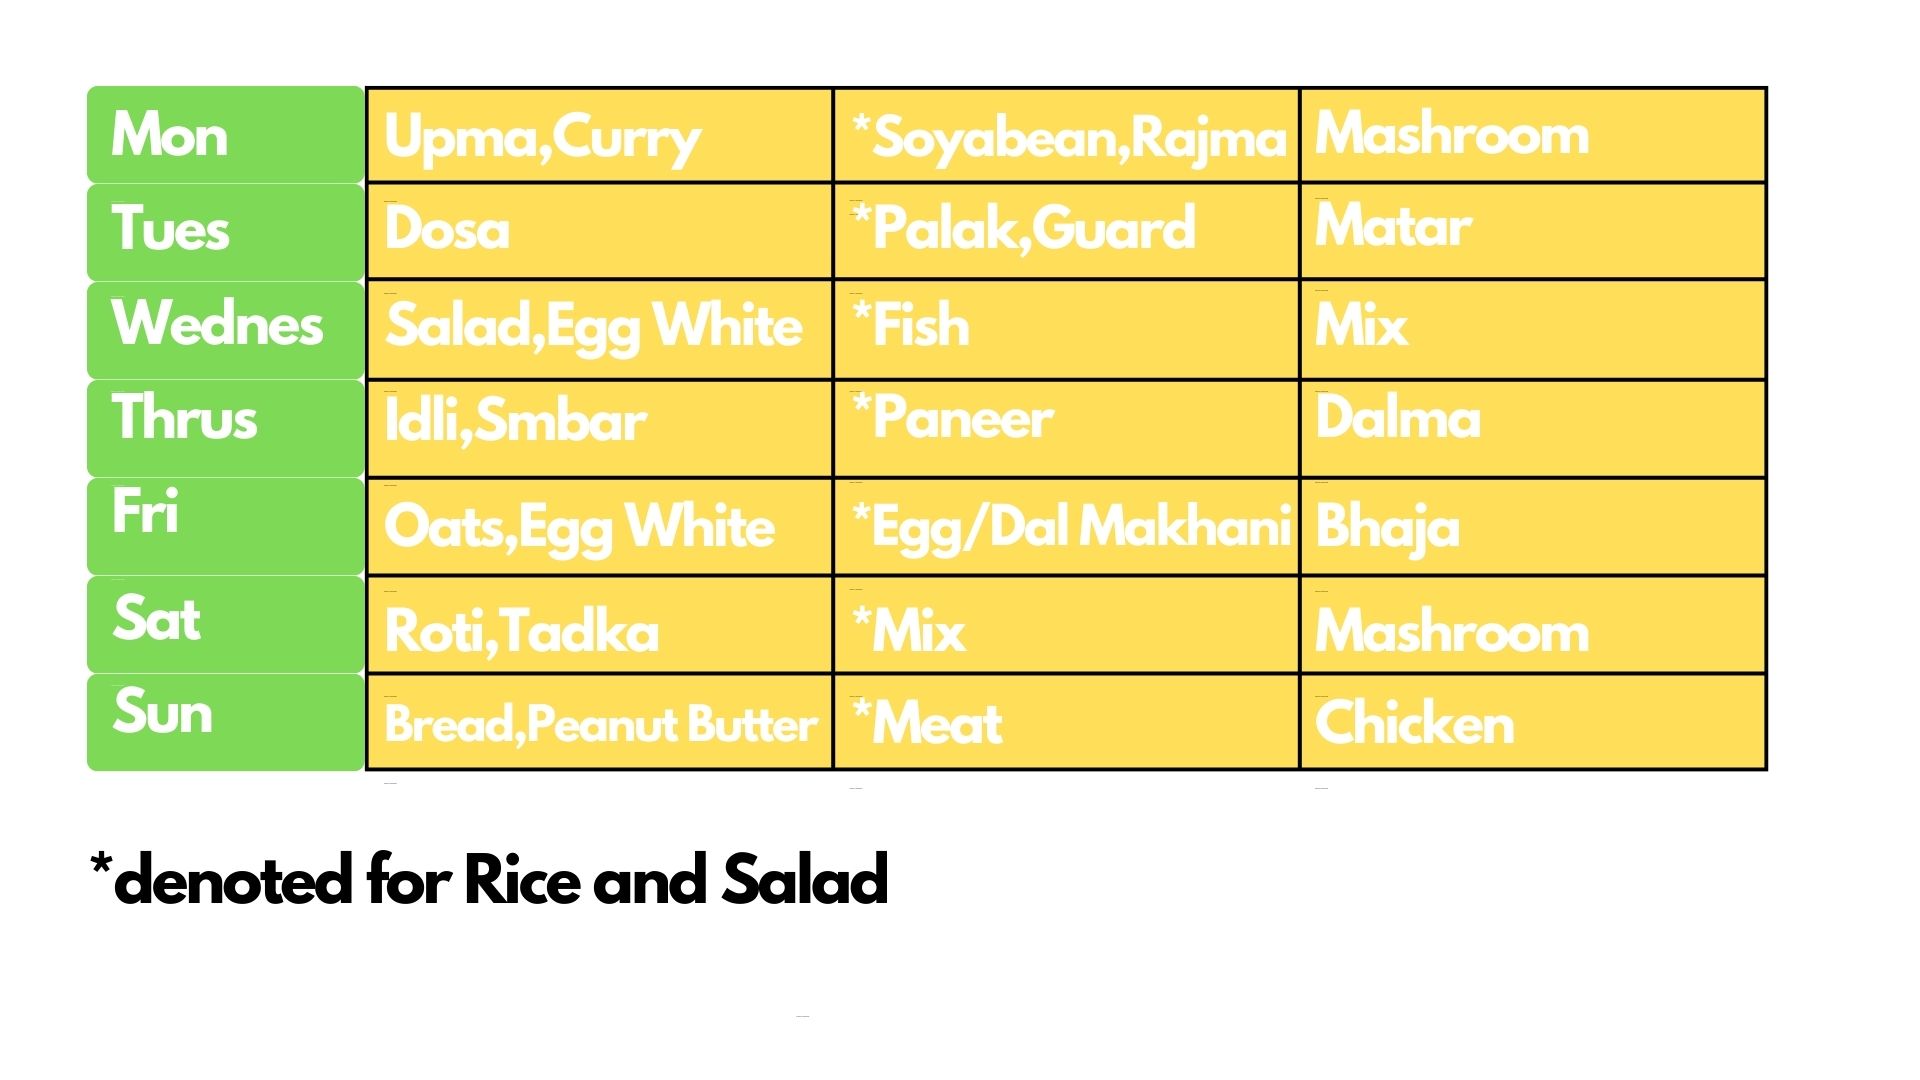 Mon Upma,Curry *Soyabean,Rajma Mashroom
Tues Dosa *Palak,Guard Matar
Wednes Salad,Egg White *Fish Mix
Thrus Idli,Smbar *Paneer Dalma
Fri Oats,Egg White *Egg/Dal Makhani Bhaja
Sat Roti,Tadka *Mix Mashroom
Sun Bread,Peanut Butter *Meat Chicken
*denoted for Rice and Salad